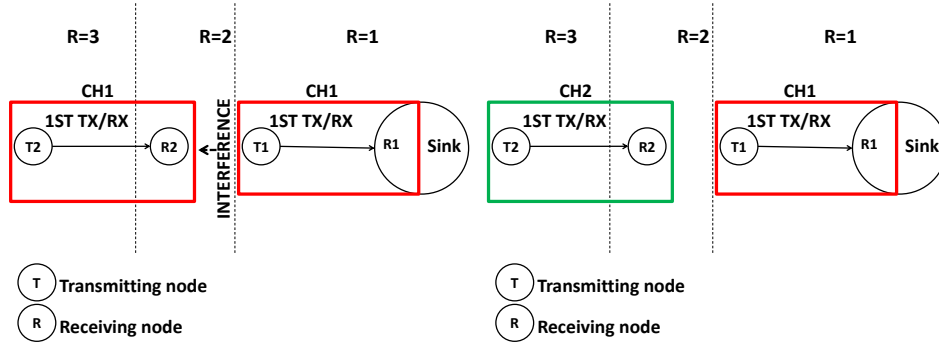 R=3 R=2 R=1
CH1 CH1
1ST TX/RX 1ST TX/RX
T2 R2 INTERFERENCE T1 R1 Sink
T Transmitting node
R Receiving node
R=3 R=2 R=1
CH2 CH1
1ST TX/RX 1ST TX/RX
T2 R2 T1 R1 Sink
T Transmitting node
R Receiving node